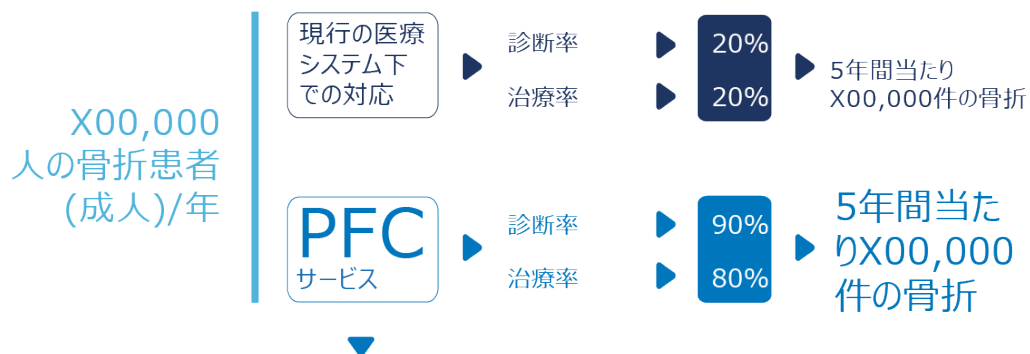 X00,000
人の骨折患者
(成人)/年
現行の医療
システム下
での対応
診断率
20%
治療率
20%
5年間当たり
X00,000件の骨折
PFC
サービス
診断率
90%
治療率
80%
5年間当た
りX00,000
件の骨折